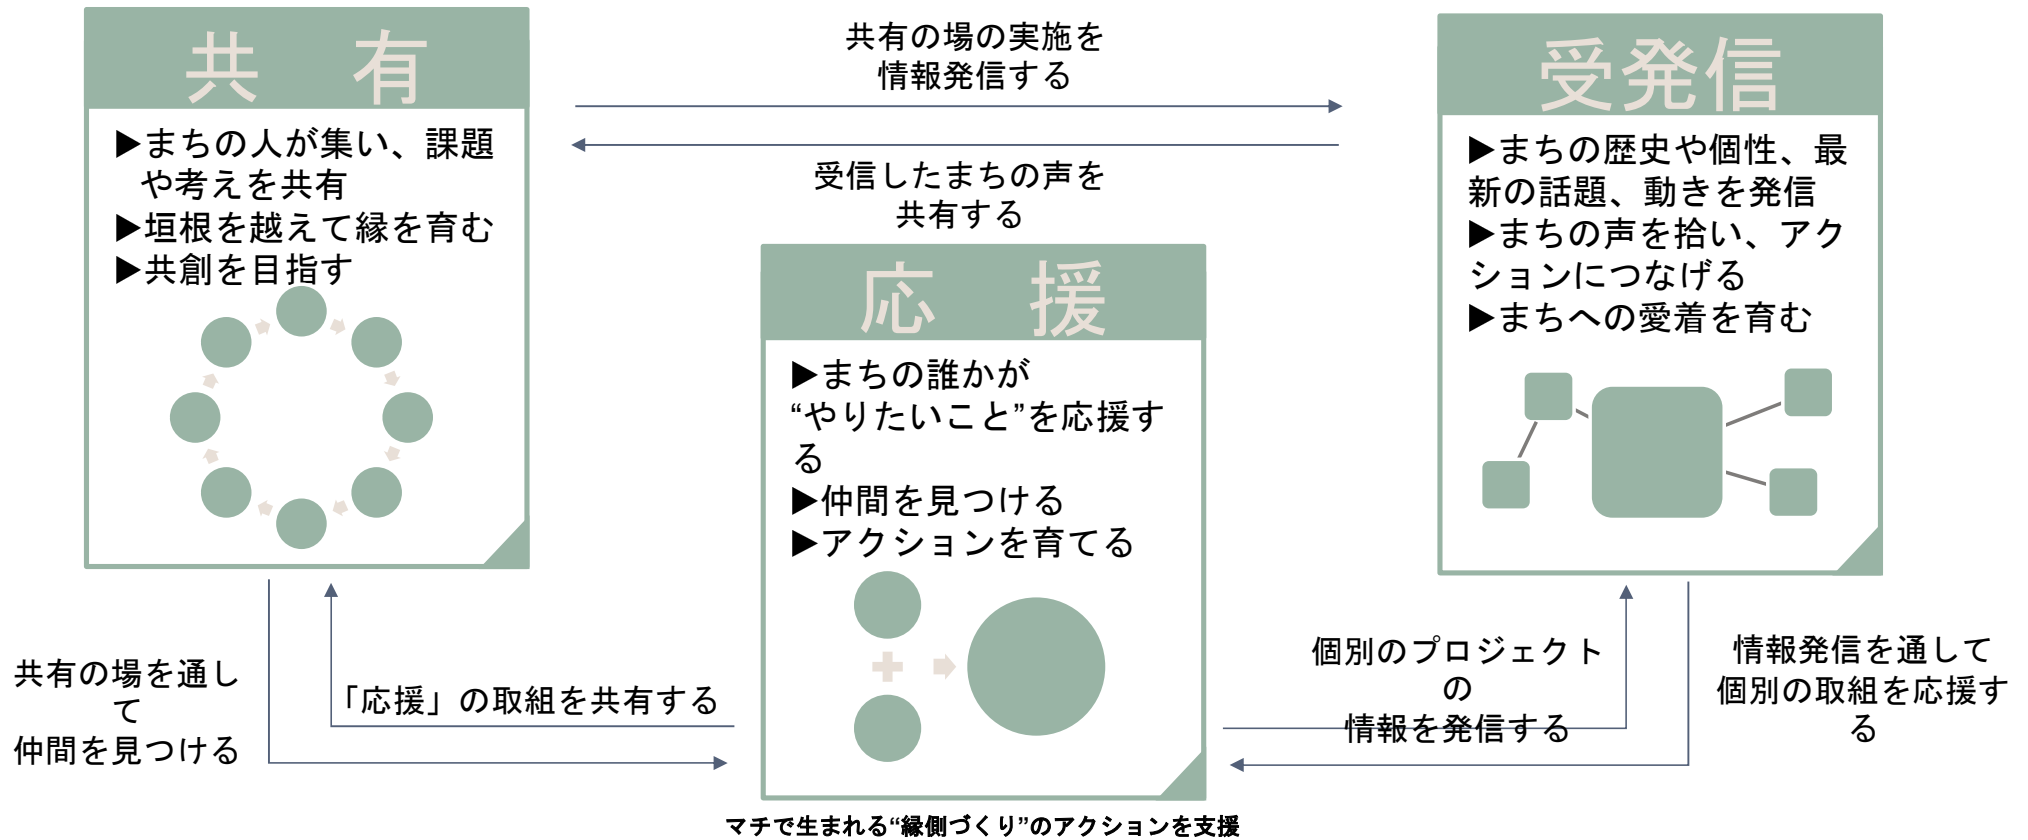 共　有
▶まちの人が集い、課題
や考えを共有
▶垣根を越えて縁を育む
▶共創を目指す
共有の場の実施を
情報発信する
受信したまちの声を
共有する
受発信
▶まちの歴史や個性、最
新の話題、動きを発信
▶まちの声を拾い、アク
ションにつなげる
▶まちへの愛着を育む
応　援
▶まちの誰かが
“やりたいこと”を応援す
る
▶仲間を見つける
▶アクションを育てる
共有の場を通し
て
仲間を見つける
「応援」の取組を共有する
個別のプロジェクト
の
情報を発信する
情報発信を通して
個別の取組を応援す
る
マチで生まれる“縁側づくり”のアクションを支援